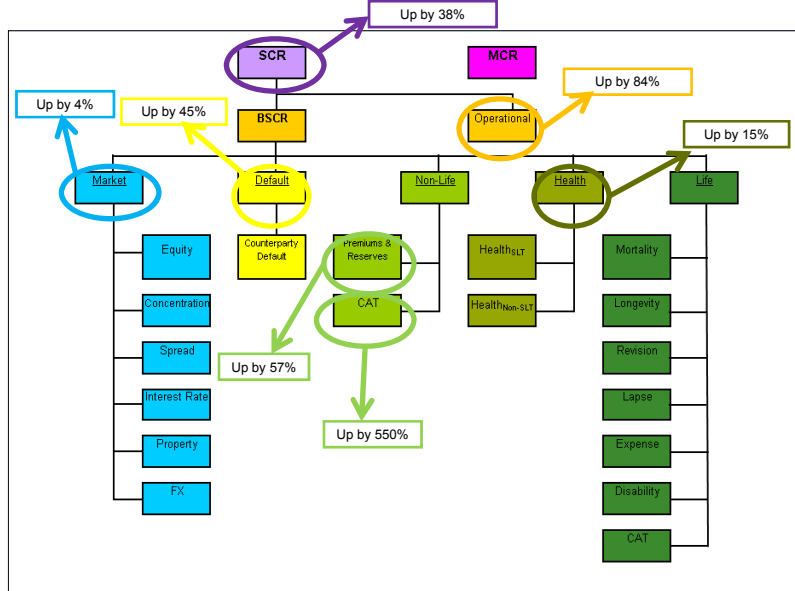 Up by 38%
SCR
MCR
Up by 4%
Up by 45%
Up by 84%
BSCR
Operational
Up by 15%
Market
Default
Non-Life
Health
Life
Equity
Counterparty
Default
Premiums &
Reserves
HealthSLT
Mortality
Concentration
CAT
HealthNon-SLT
Longevity
Spread
Revision
Up by 57%
Interest Rate
Lapse
Up by 550%
Property
Expense
FX
Disability
CAT